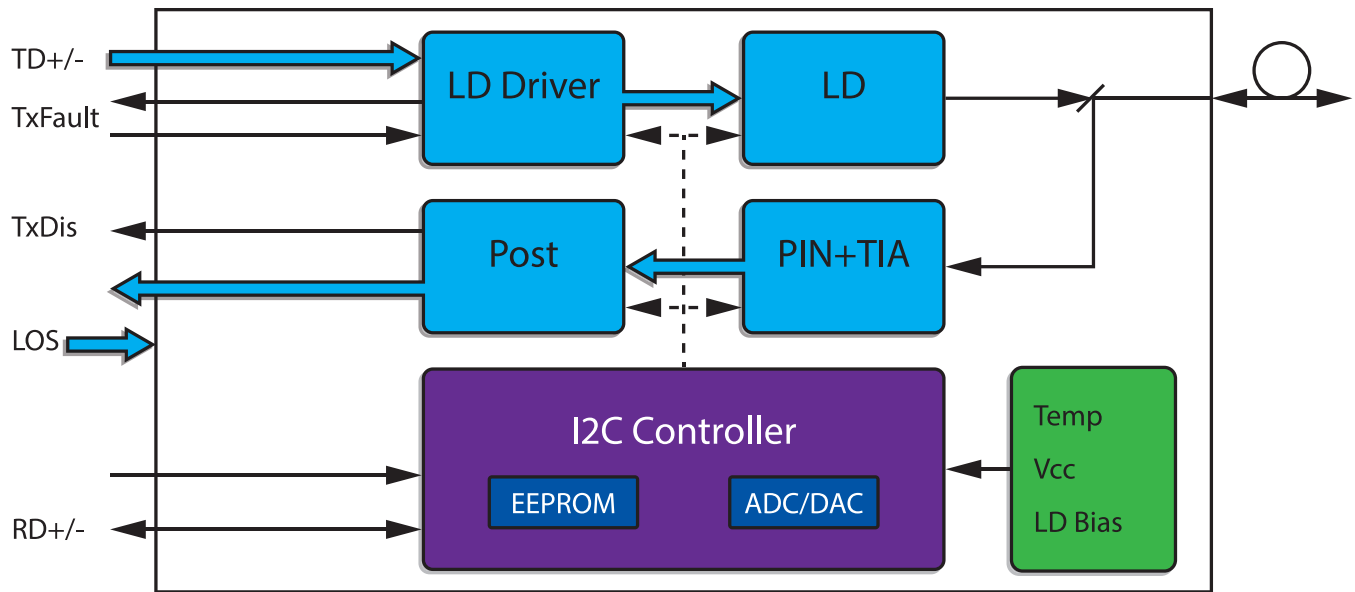 TD+/-
TxFault
TxDis
LOS
RD+/-
LD Driver
LD
Post
PIN+TIA
I2C Controller
EEPROM
ADC/DAC
Temp
Vcc
LD Bias